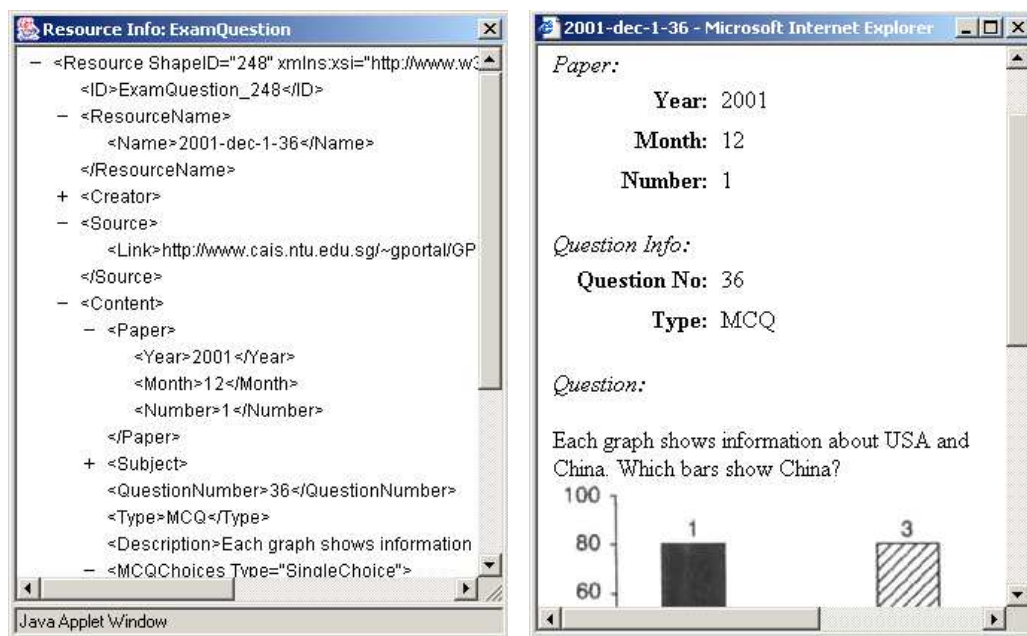 Resource Info: ExamQuestion
– <Resource ShapeID="248" xmlns:xsi="http://www.w3
<ID>ExamQuestion_248</ID>
– <ResourceName>
<Name>2001-dec-1-36</Name>
</ResourceName>
+ <Creator>
– <Source>
<Link>http://www.cais.ntu.edu.sg/~gportal/GP
</Source>
– <Content>
– <Paper>
<Year>2001</Year>
<Month>12</Month>
<Number>1</Number>
</Paper>
+ <Subject>
<QuestionNumber>36</QuestionNumber>
<Type>MCQ</Type>
<Description>Each graph shows information
– <MCQChoices Type="SingleChoice">
Java Applet Window
2001-dec-1-36 - Microsoft Internet Explorer
Paper:
Year: 2001
Month: 12
Number: 1
Question Info:
Question No: 36
Type: MCQ
Question:
Each graph shows information about USA and
China. Which bars show China?
100
1 3
80
60